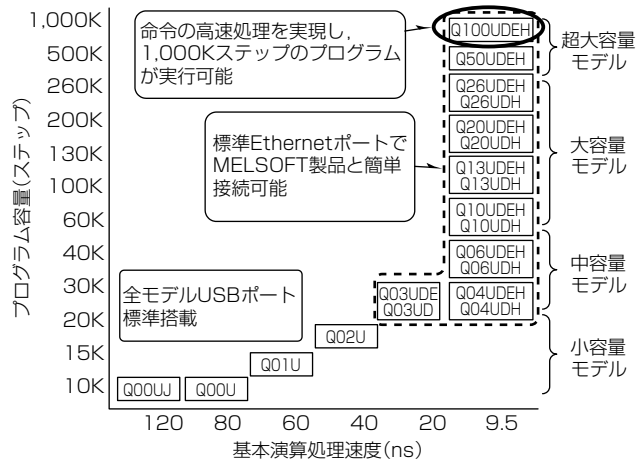 プログラム容量(ステップ)
1,000K
500K
260K
200K
130K
100K
60K
40K
30K
20K
15K
10K
命令の高速処理を実現し,
1,000Kステップのプログラム
が実行可能
標準Ethernetポートで
MELSOFT製品と簡単
接続可能
全モデルUSBポート
標準搭載
Q100UDEH
Q50UDEH
Q26UDEH
Q26UDH
Q20UDEH
Q20UDH
Q13UDEH
Q13UDH
Q10UDEH
Q10UDH
Q06UDEH
Q06UDH
Q03UDE
Q03UD
Q04UDEH
Q04UDH
Q02U
Q01U
Q00UJ
Q00U
超大容量
モデル
大容量
モデル
中容量
モデル
小容量
モデル
120 80 60 40 20 9.5
基本演算処理速度(ns)